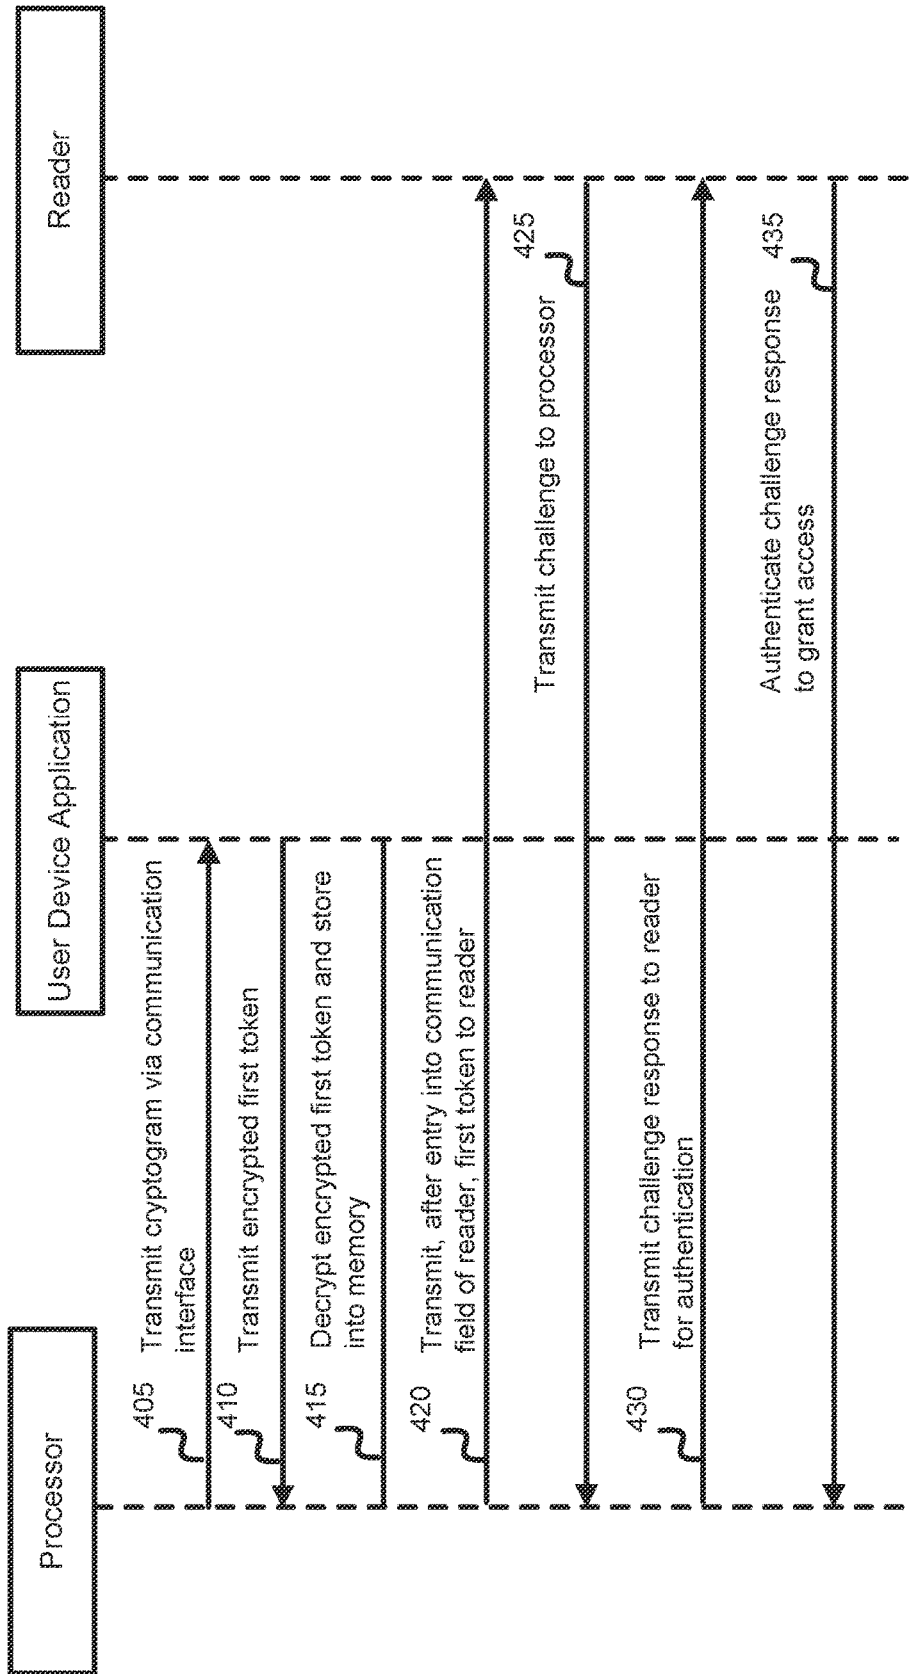 Processor
User Device Application
Reader
405
Transmit cryptogram via communication
interface
410
Transmit encrypted first token
415
Decrypt encrypted first token and store
into memory
420
Transmit, after entry into communication
field of reader, first token to reader
Transmit challenge to processor
425
430
Transmit challenge response to reader
for authentication
Authenticate challenge response
to grant access
435